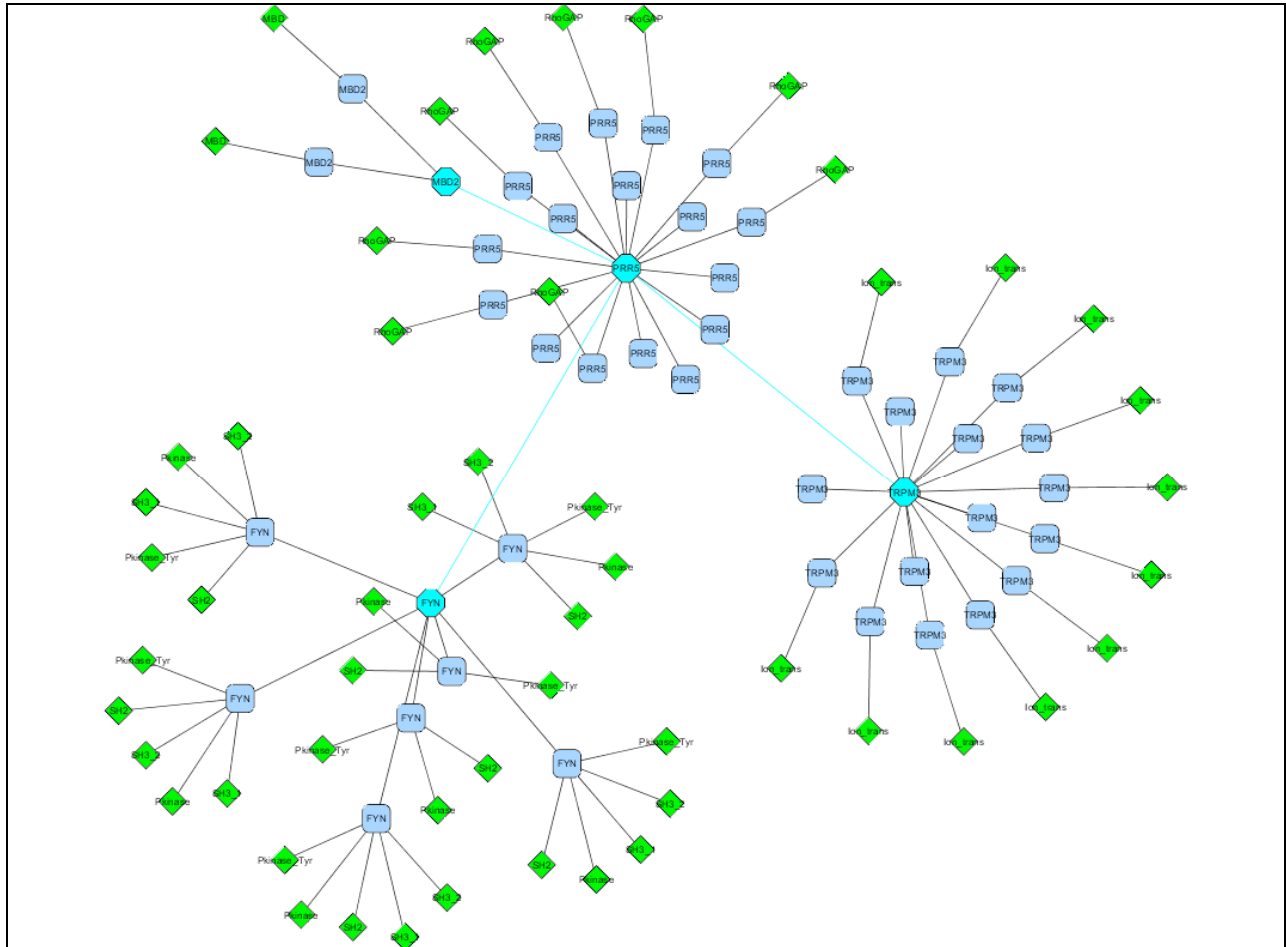 MBD
RhoGAP
RhoGAP
RhoGAP
RhoGAP
MBD2
RhoGAP
PRR5
PRR5
PRR5
MBD
MBD2
PRR5
RhoGAP
MBD2
PRR5
PRR5
PRR5
PRR5
PRR5
RhoGAP
PRR5
PRR5
PRR5
Ion_trans
Ion_trans
RhoGAP
PRR5
RhoGAP
PRR5
Ion_trans
PRR5
PRR5
PRR5
PRR5
TRPM3
TRPM3
TRPM3
Ion_trans
TRPM3
SH3_2
TRPM3
TRPM3
Pkinase
SH3_2
TRPM3
TRPM3
TRPM3
Ion_trans
SH3_1
SH3_1
Pkinase_Tyr
TRPM3
FYN
TRPM3
Pkinase_Tyr
FYN
Pkinase
TRPM3
TRPM3
TRPM3
Ion_trans
SH2
Pkinase
FYN
SH2
TRPM3
TRPM3
TRPM3
Ion_trans
Pkinase_Tyr
SH2
FYN
Pkinase_Tyr
Ion_trans
FYN
SH2
Ion_trans
SH3_2
Pkinase_Tyr
FYN
SH2
FYN
Pkinase_Tyr
Ion_trans
Ion_trans
Pkinase
SH3_1
Pkinase
SH3_2
FYN
Pkinase_Tyr
SH2
SH3_1
Pkinase
SH3_2
Pkinase
SH2
SH3_1